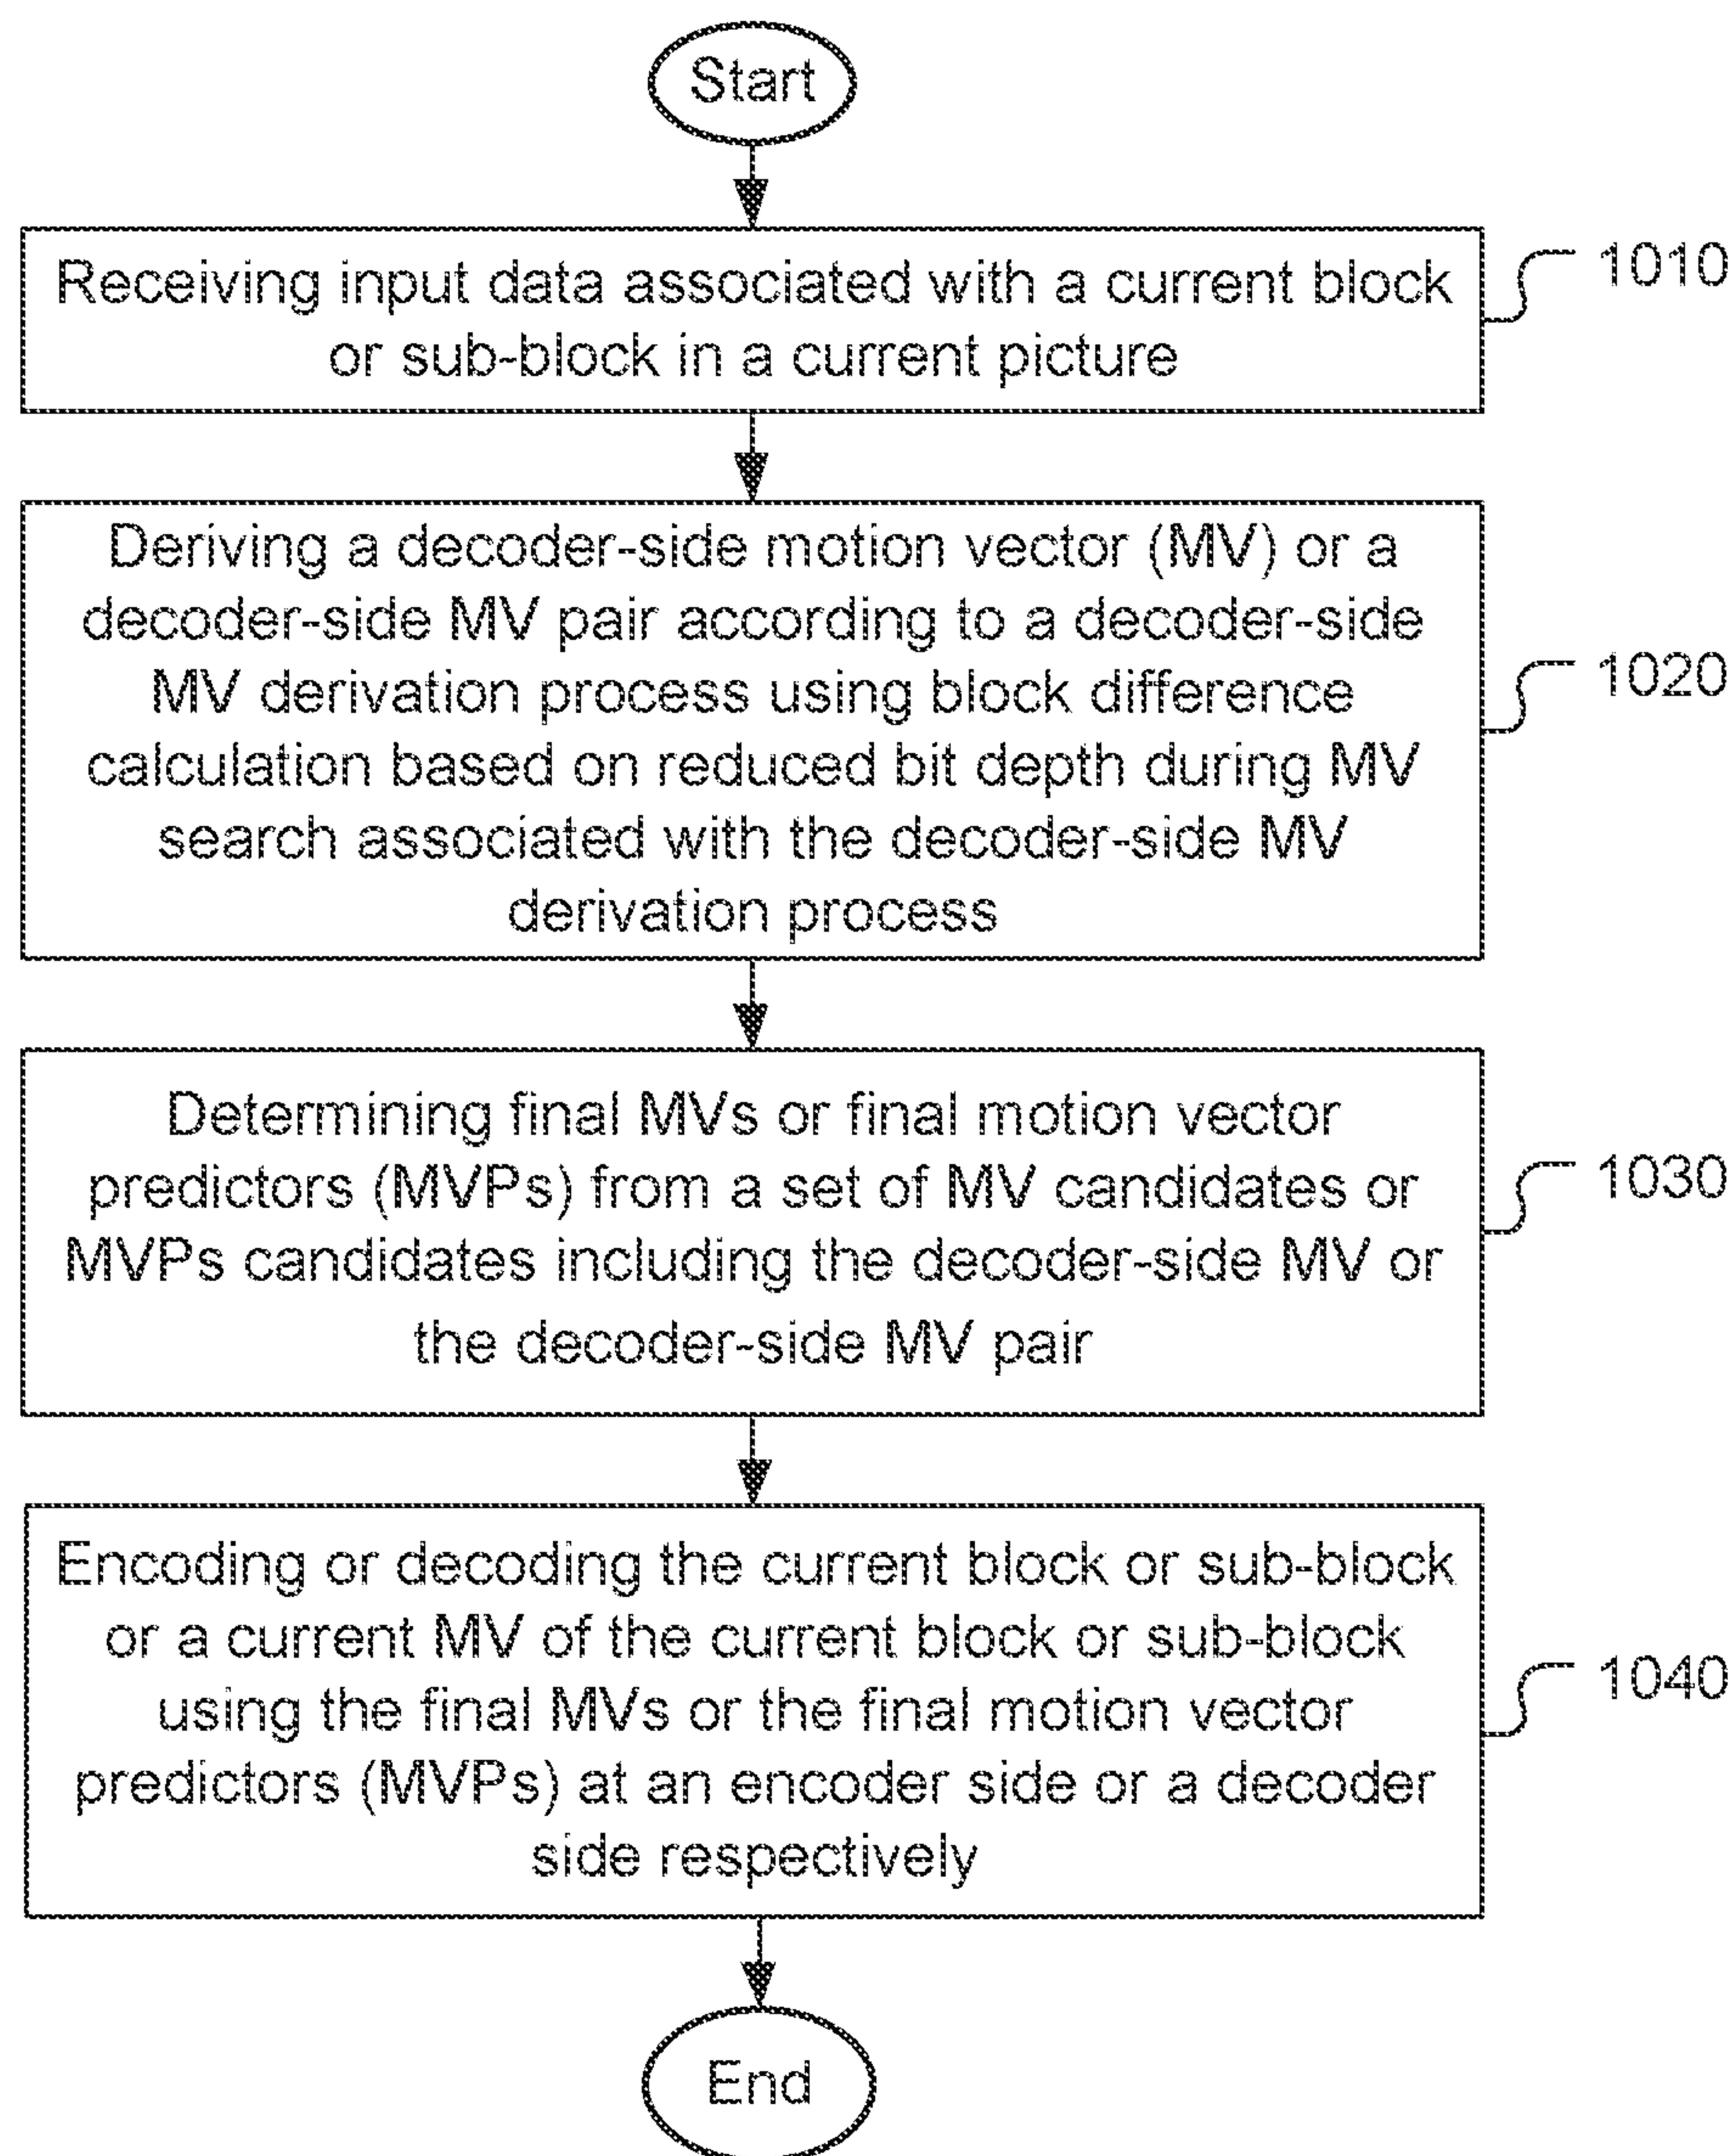 Start
Receiving input data associated with a current block
or sub-block in a current picture
1010
Deriving a decoder-side motion vector (MV) or a
decoder-side MV pair according to a decoder-side
MV derivation process using block difference
calculation based on reduced bit depth during MV
search associated with the decoder-side MV
derivation process
1020
Determining final MVs or final motion vector
predictors (MVPs) from a set of MV candidates or
MVPs candidates including the decoder-side MV or
the decoder-side MV pair
1030
Encoding or decoding the current block or sub-block
or a current MV of the current block or sub-block
using the final MVs or the final motion vector
predictors (MVPs) at an encoder side or a decoder
side respectively
1040
End